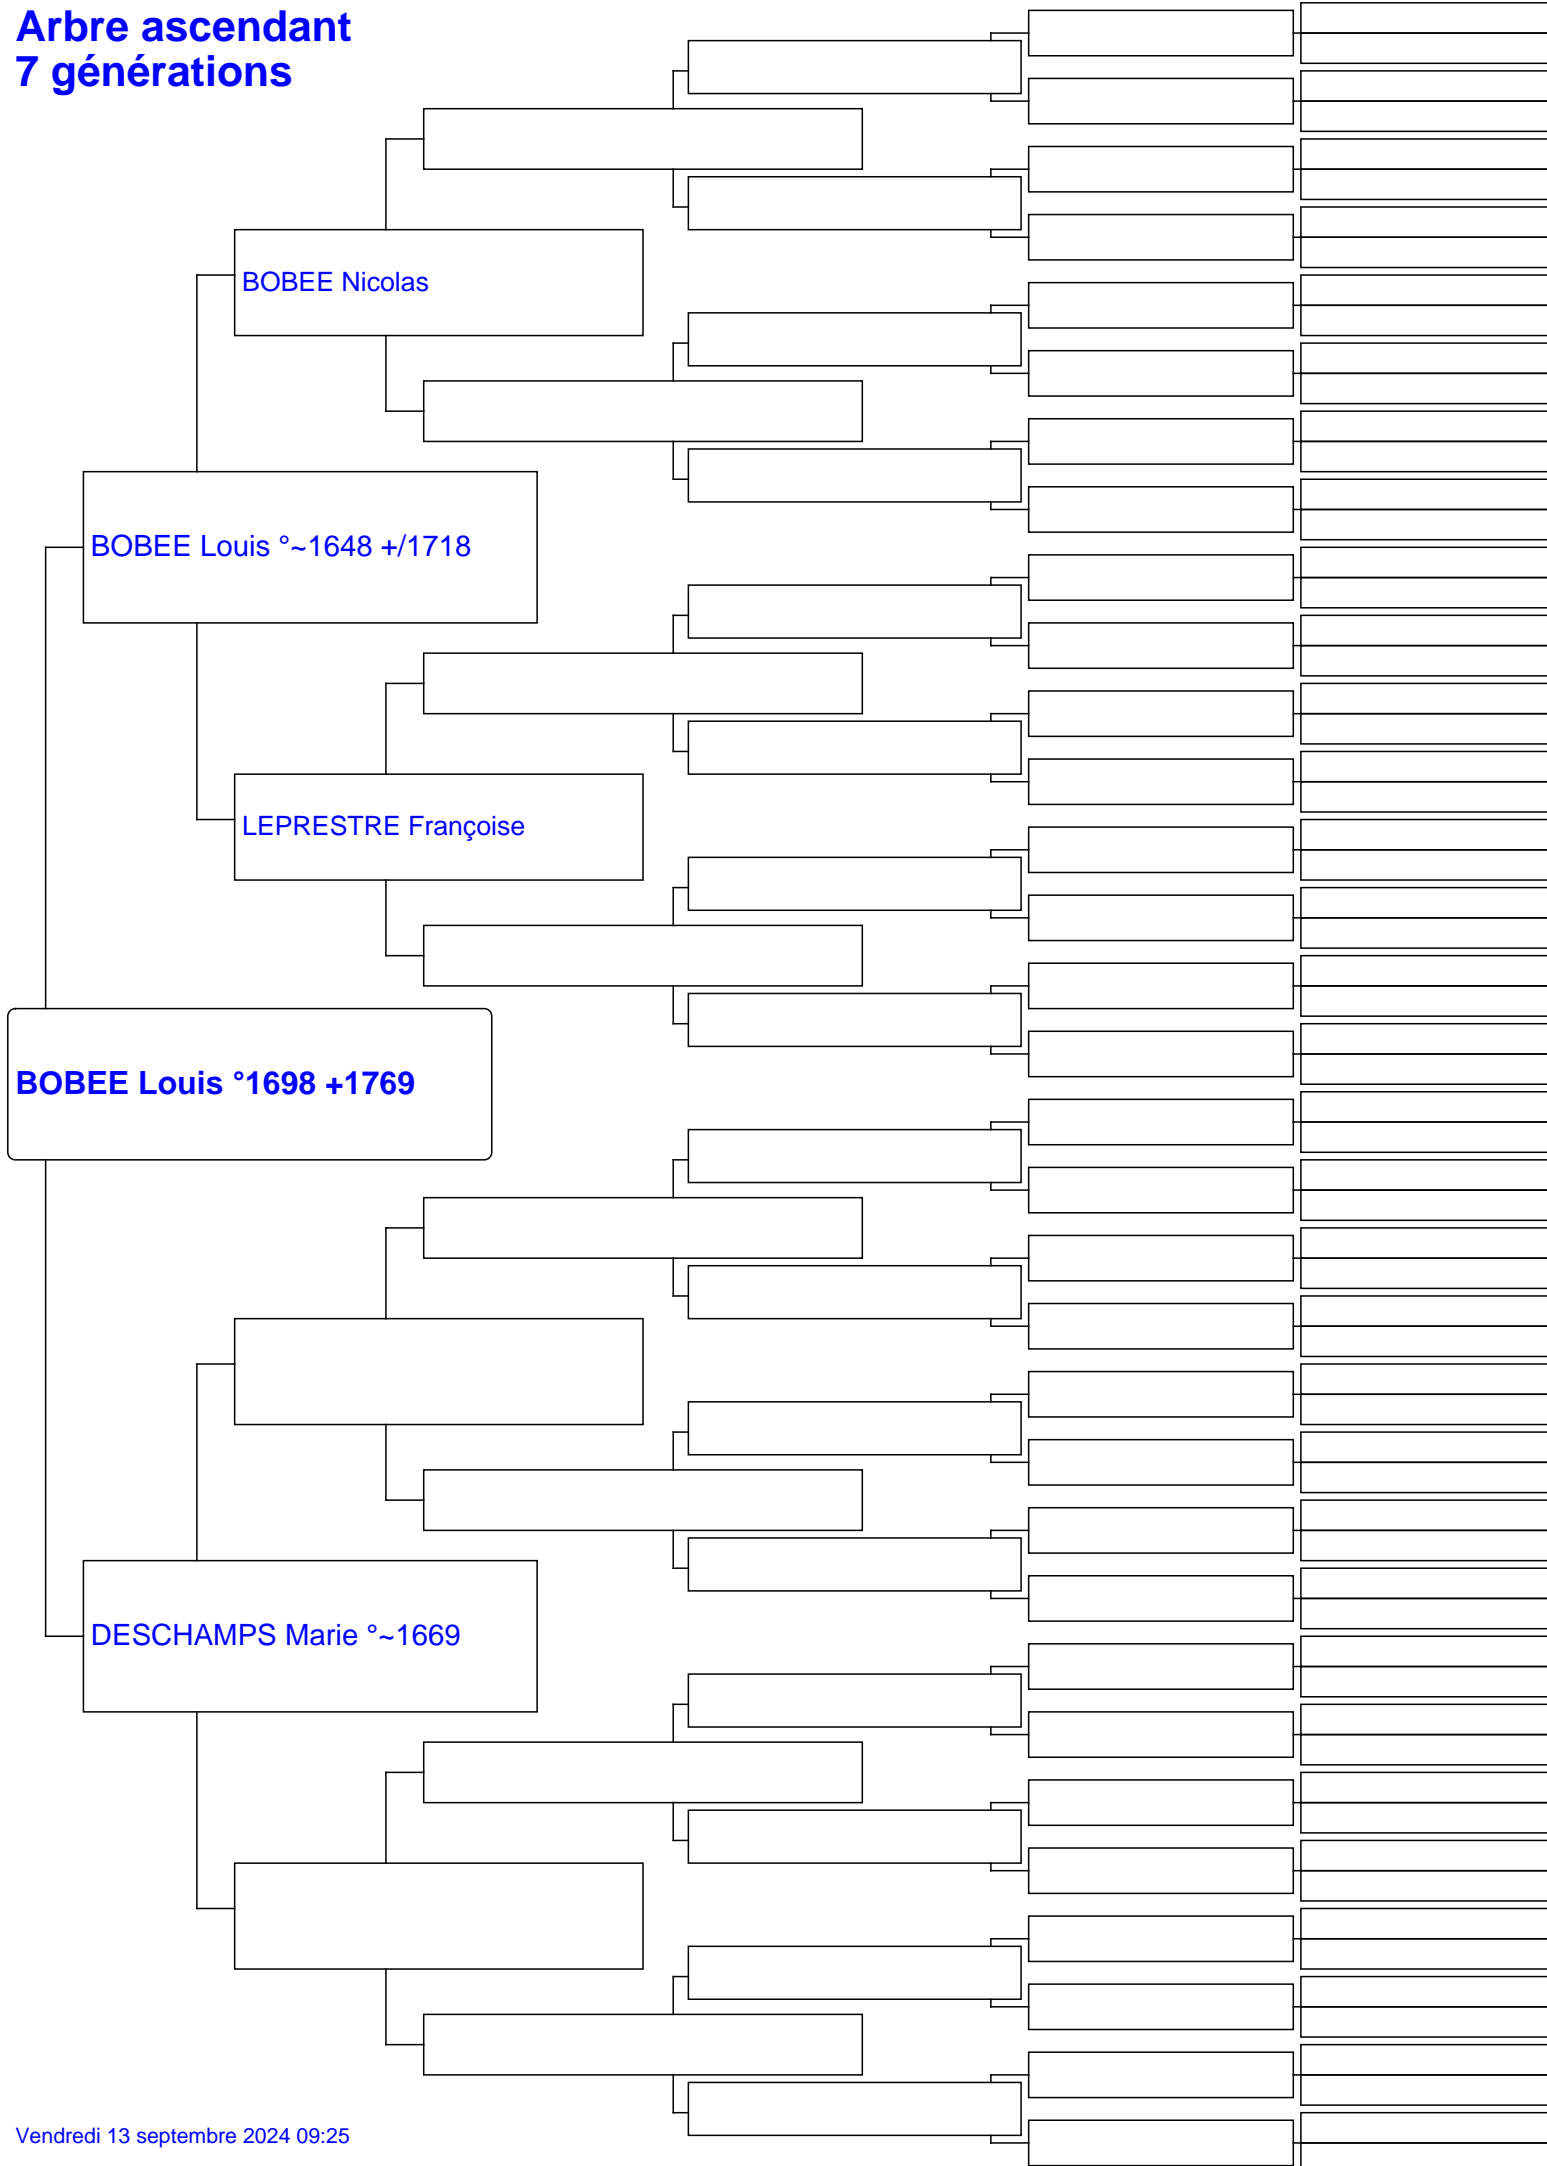 Arbre ascendant
7 générations
BOBEE Nicolas
BOBEE Louis °~1648 +/1718
LEPRESTRE Françoise
BOBEE Louis °1698 +1769
DESCHAMPS Marie °~1669
Vendredi 13 septembre 2024 09:25